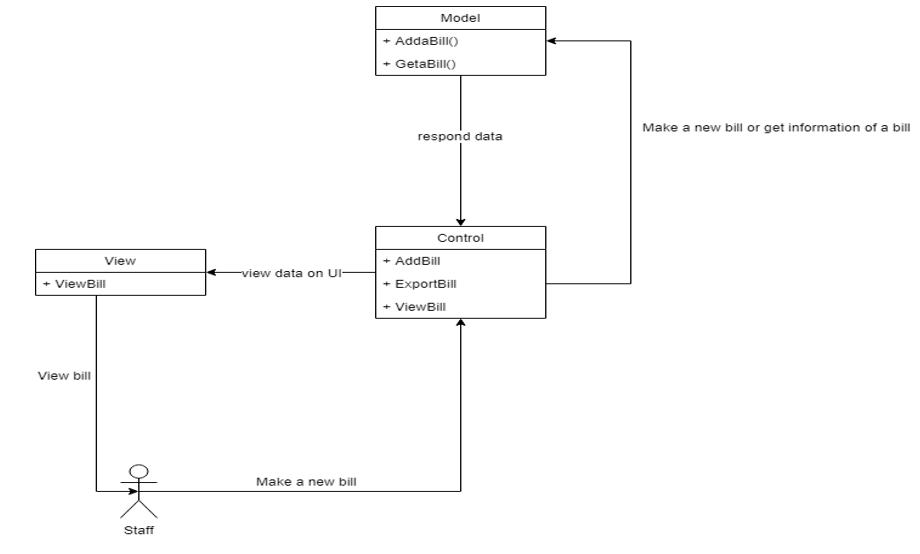 Model
+ AddaBill()
+ GetaBill()
Make a new bill or get information of a bill
respond data
Control
+ AddBill
+ ExportBill
+ ViewBill
View
+ ViewBill
view data on UI
View bill
Make a new bill
Staff